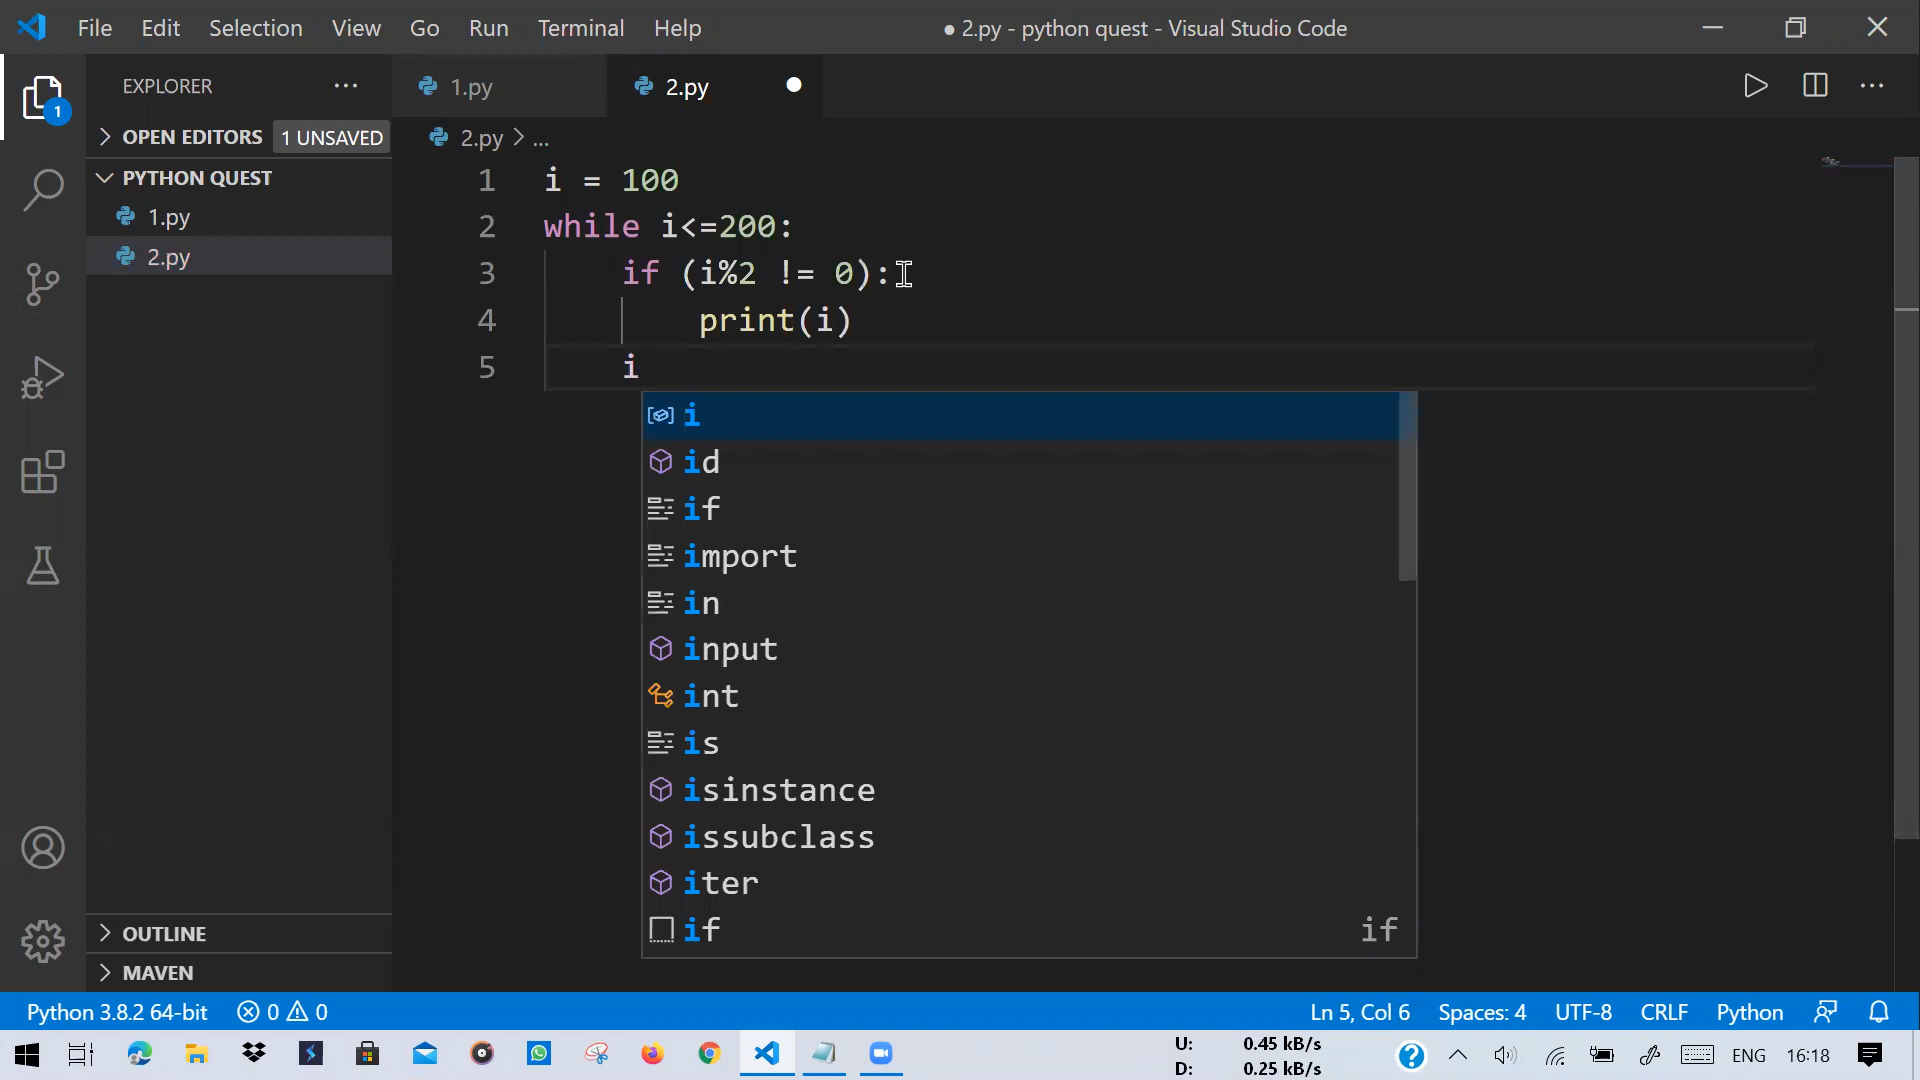 File Edit Selection View Go Run Terminal Help
● 2.py - python quest - Visual Studio Code
EXPLORER
1.py
2.py
1
OPEN EDITORS 1 UNSAVED
2.py > ...
PYTHON QUEST
1.py
2.py
1 i = 100
2 while i<=200:
3 if (i%2 != 0):
4 print(i)
5 i
i
id
if
import
in
input
int
is
isinstance
issubclass
iter
if if
OUTLINE
MAVEN
Python 3.8.2 64-bit 0 0
Ln 5, Col 6 Spaces: 4 UTF-8 CRLF Python
U: 0.45 kB/s
D: 0.25 kB/s
ENG 16:18